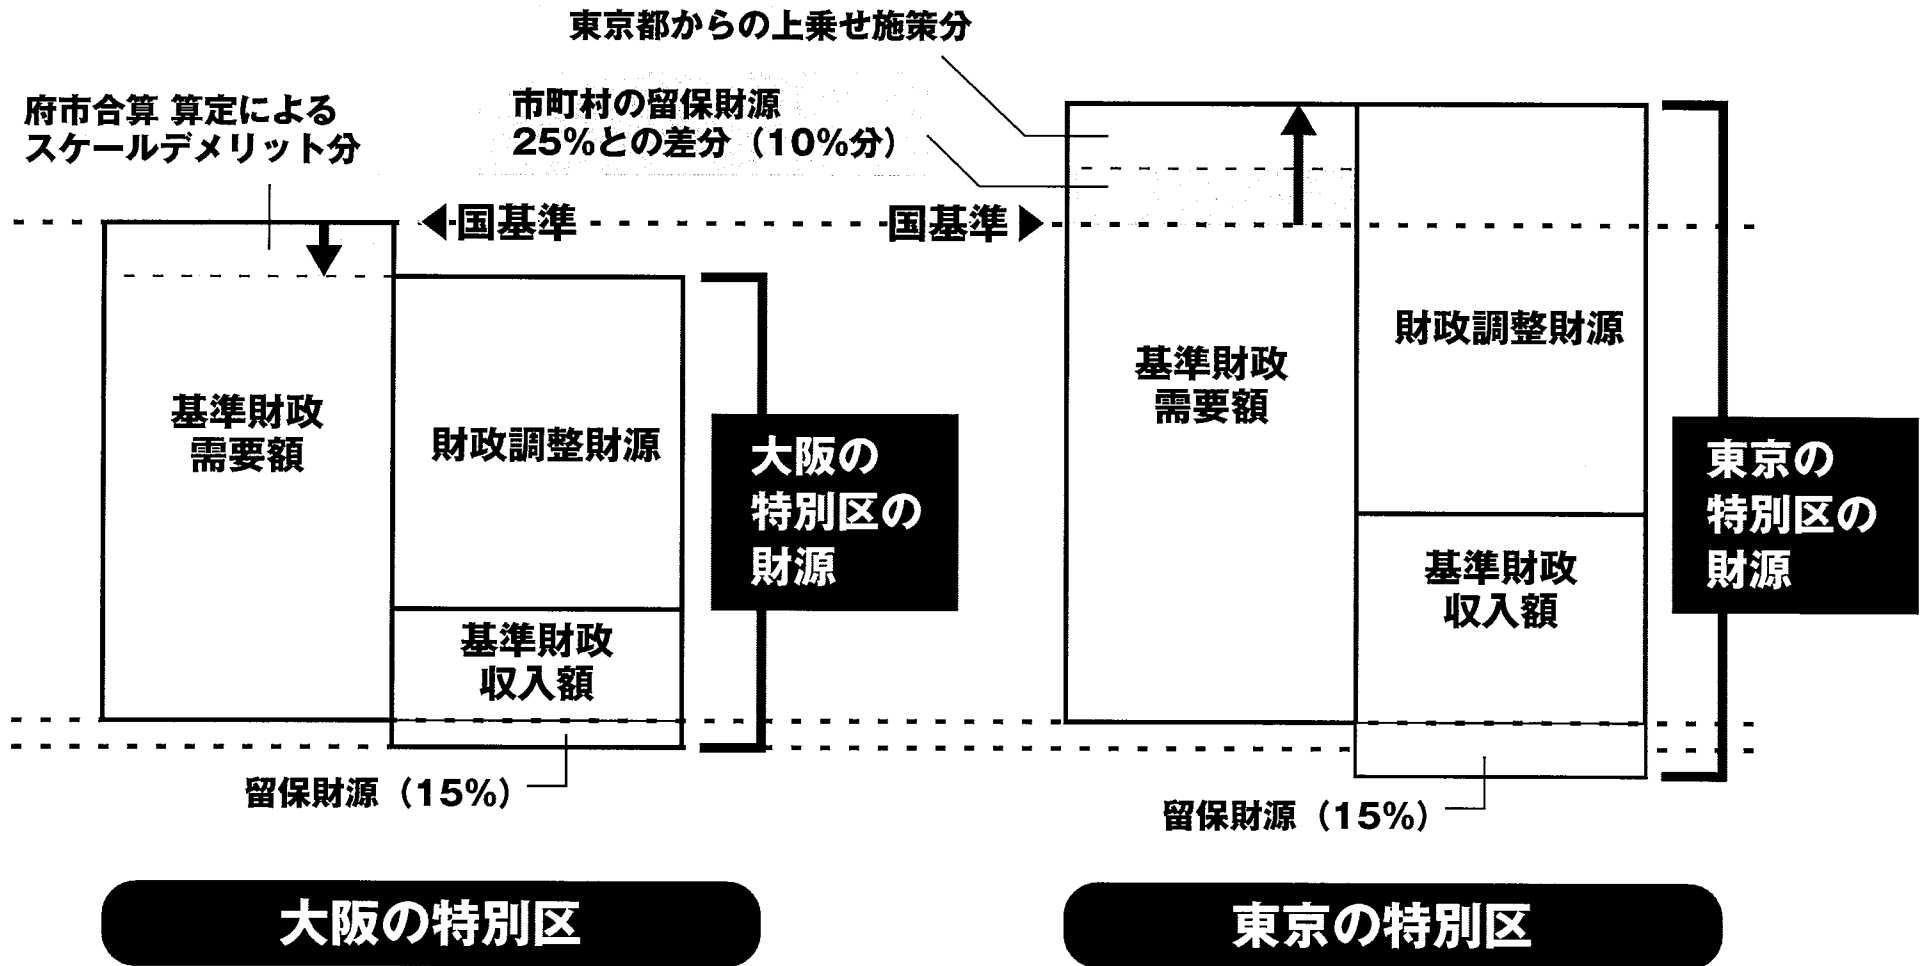 東京都からの上乗せ施策分
府市合算 算定による
スケールデメリット分
市町村の留保財源
25%との差分（10%分）
国基準
国基準
基準財政
需要額
財政調整財源
基準財政
収入額
留保財源（15%）
大阪の
特別区の
財源
基準財政
需要額
財政調整財源
基準財政
収入額
留保財源（15%）
東京の
特別区の
財源
大阪の特別区
東京の特別区